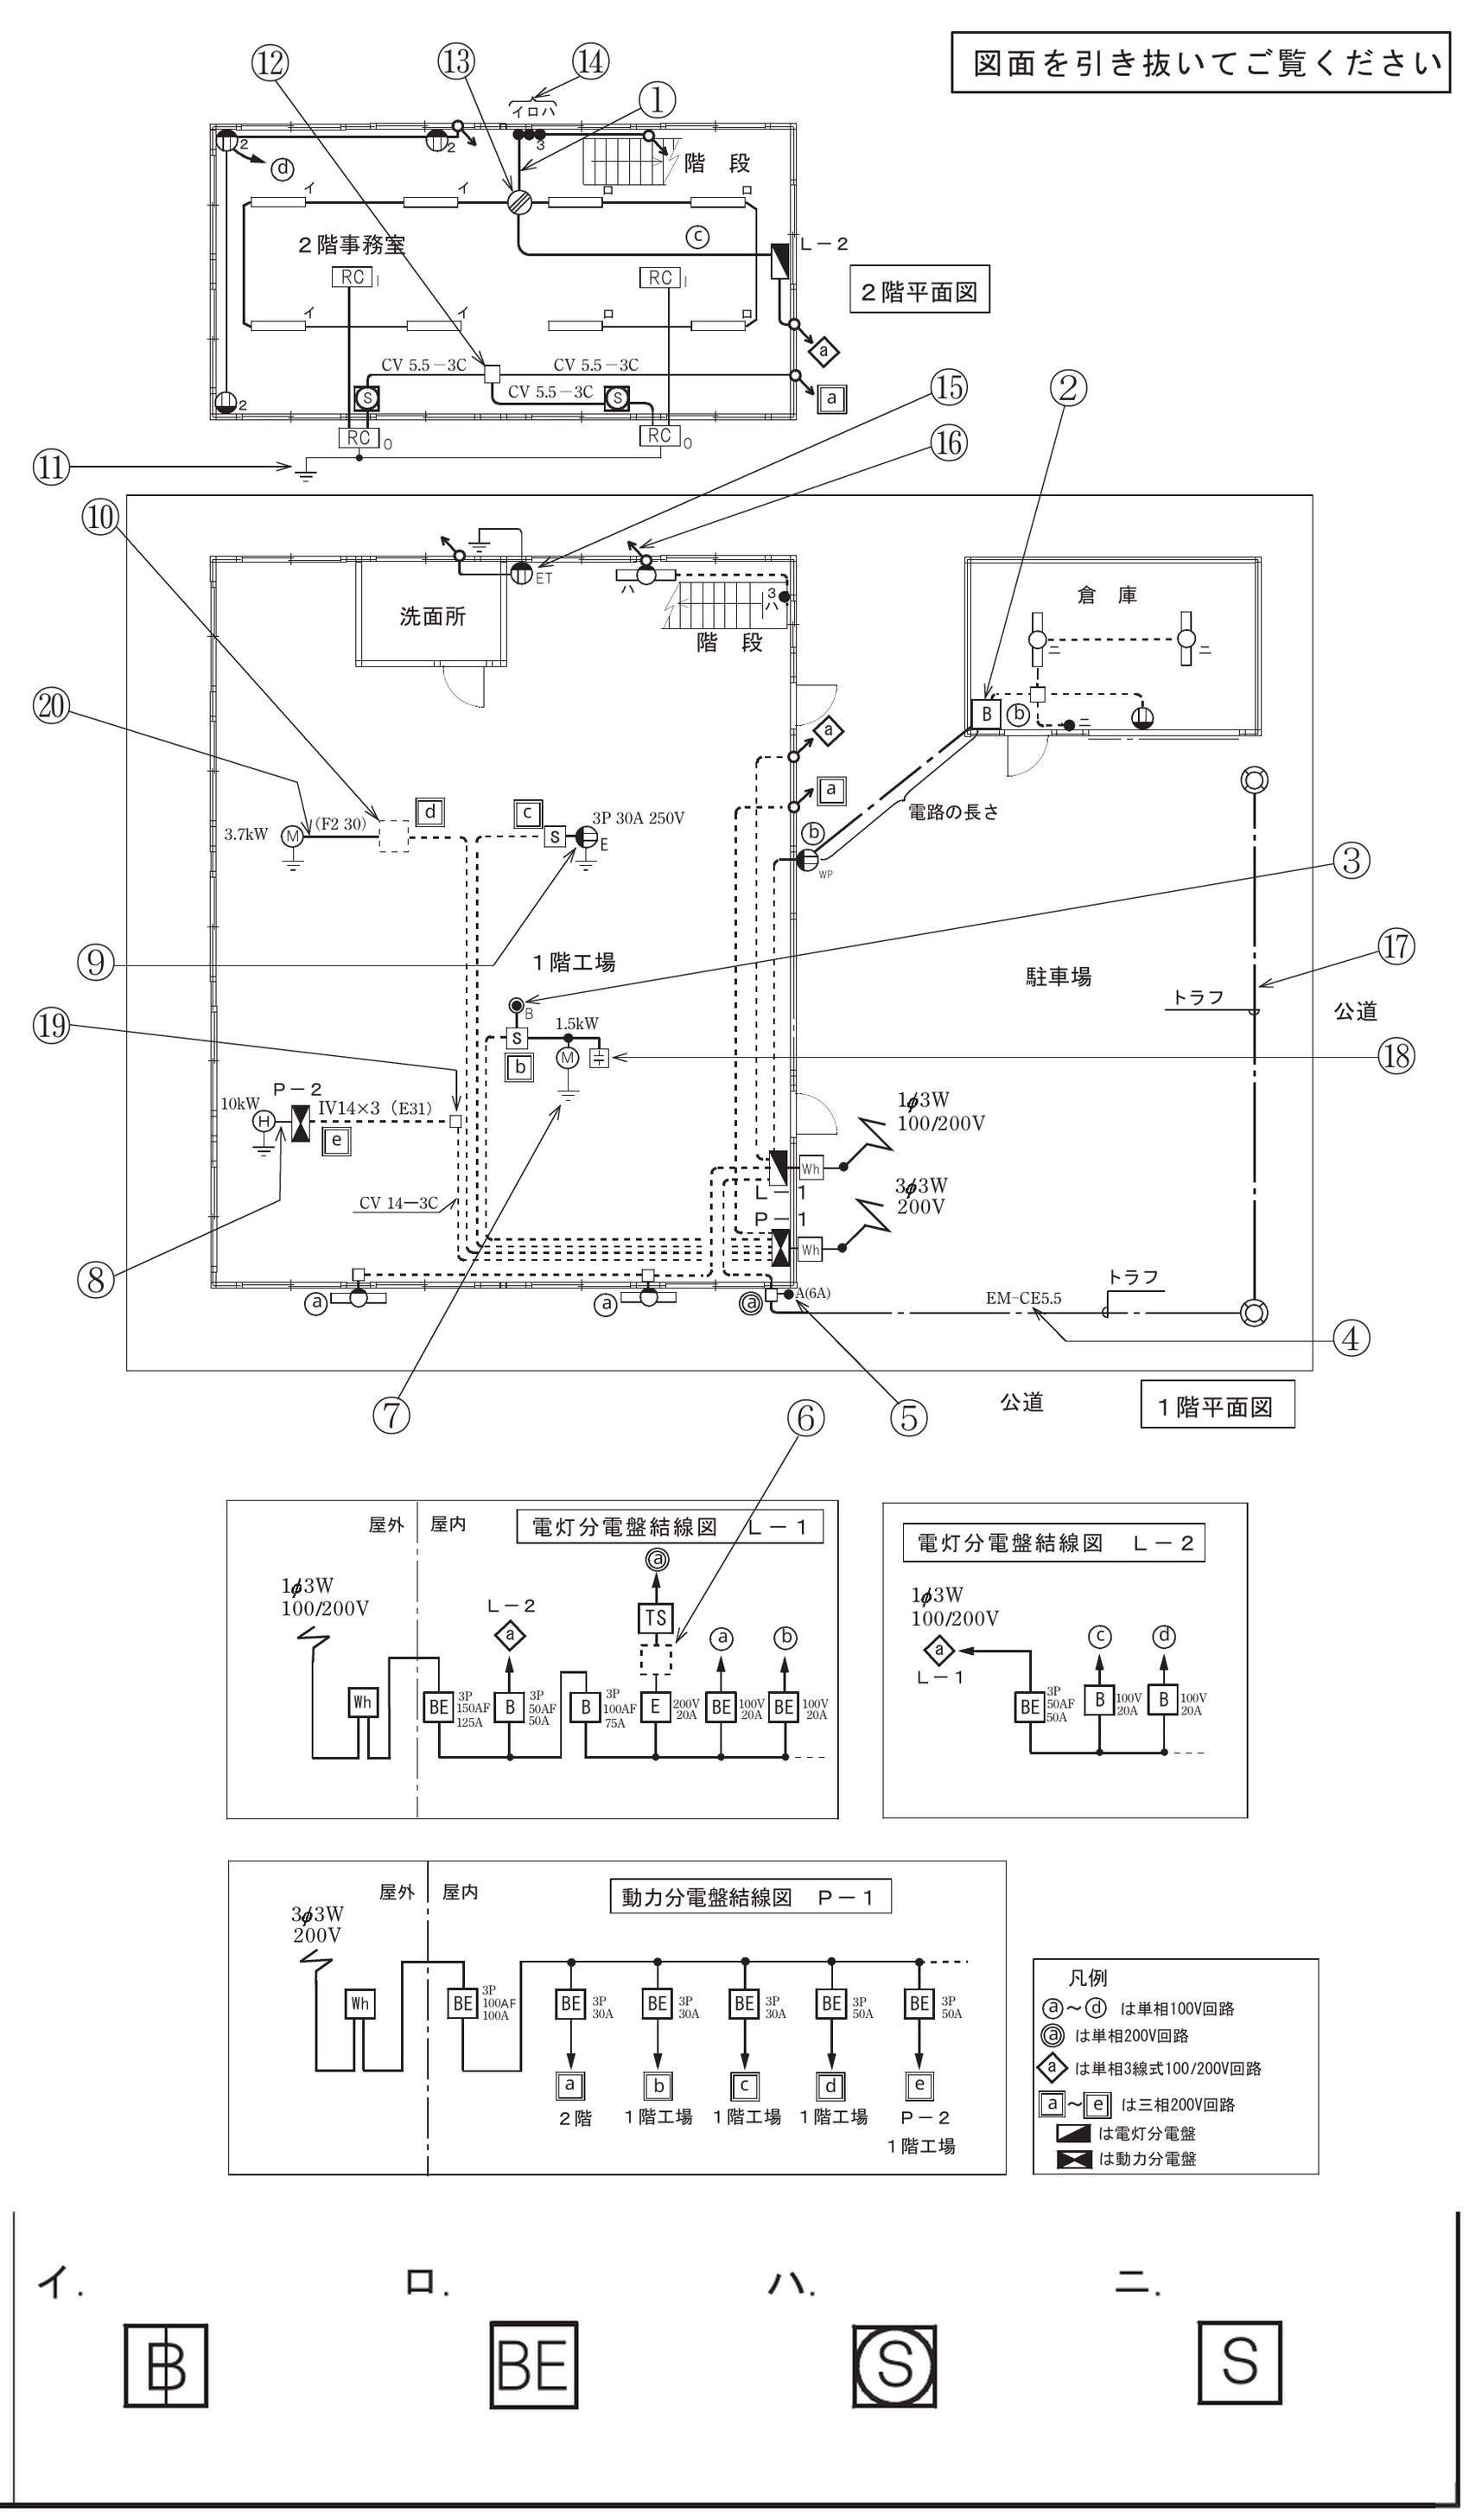 図面を引き抜いてご覧ください
⑫
⑬
⑭
①
イロハ
2
2
3
ⓓ
階 段
イ
イ
ロ
ロ
2階事務室
ⓒ
L-2
RC I
RC I
2階平面図
イ
イ
ロ
ロ
a
CV 5.5-3C
CV 5.5-3C
CV 5.5-3C
a
S
S
2
RC O
RC O
⑮
②
⑪
⑯
⑩
ET
ハ
3
ハ
洗面所
階 段
倉 庫
ニ
ニ
⑳
B
ⓑ
ニ
a
a
電路の長さ
d
c
3P 30A 250V
3.7kW
M
(F2 30)
S
E
ⓑ
WP
③
⑨
1階工場
駐車場
⑰
トラフ
公道
⑲
B
1.5kW
S
M
b
⑱
P-2
10kW
H
IV14×3 (E31)
e
1φ3W
100/200V
Wh
L-1
3φ3W
200V
CV 14-3C
P-1
Wh
⑧
ⓐ
ⓐ
ⓐ
A(6A)
トラフ
EM-CE5.5
④
⑦
⑥
⑤
公道
1階平面図
屋外
屋内
電灯分電盤結線図 L-1
ⓐ
1φ3W
100/200V
L-2
a
TS
ⓐ
ⓑ
Wh
BE
3P
150AF
125A
B
3P
50AF
50A
B
3P
100AF
75A
E
200V
20A
BE
100V
20A
BE
100V
20A
電灯分電盤結線図 L-2
1φ3W
100/200V
a
L-1
ⓒ
ⓓ
BE
3P
50AF
50A
B
100V
20A
B
100V
20A
屋外
屋内
動力分電盤結線図 P-1
3φ3W
200V
Wh
BE
3P
100AF
100A
BE
3P
30A
BE
3P
30A
BE
3P
30A
BE
3P
50A
BE
3P
50A
a
b
c
d
e
2階
1階工場
1階工場
1階工場
P-2
1階工場
凡例
ⓐ~ⓓ は単相100V回路
ⓐ は単相200V回路
a は単相3線式100/200V回路
a~e は三相200V回路
は電灯分電盤
は動力分電盤
イ.
ロ.
ハ.
ニ.
B
BE
S
S